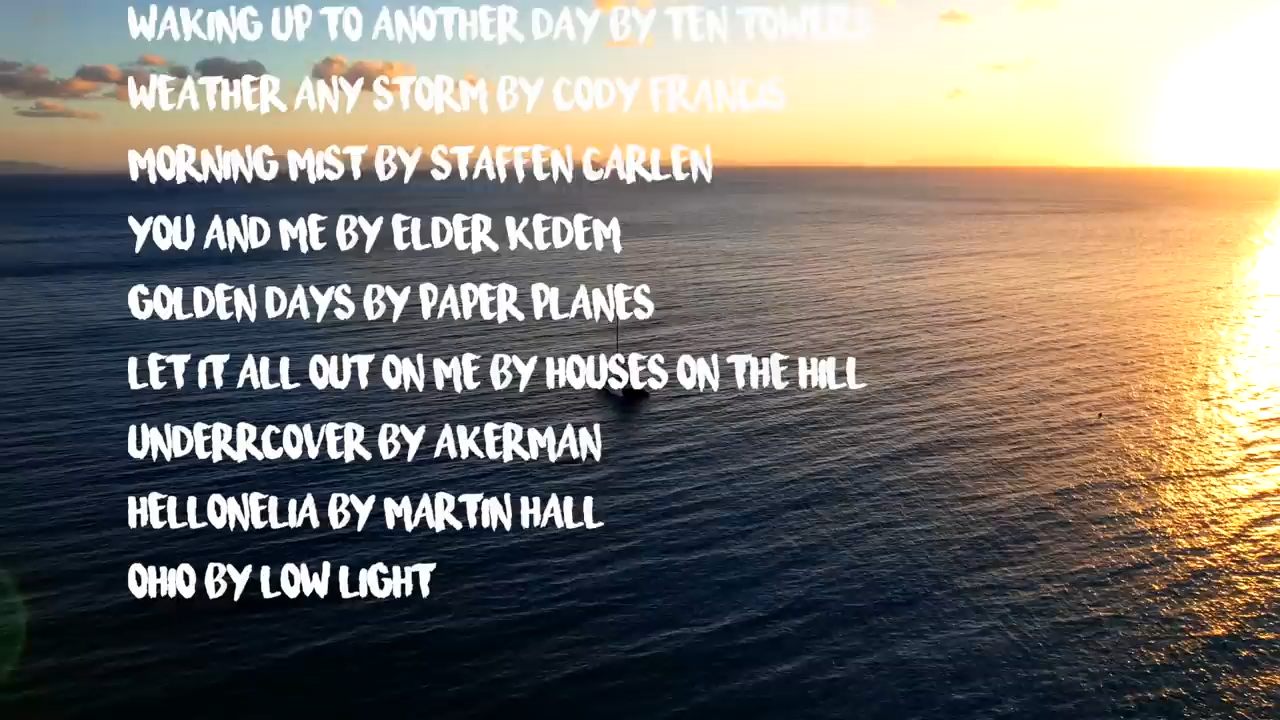 WAKING UP TO ANOTHER DAY BY TEN TOWERS
WEATHER ANY STORM BY CODY FRANCIS
MORNING MIST BY STAFFEN CARLEN
YOU AND ME BY ELDER KEDEM
GOLDEN DAYS BY PAPER PLANES
LET IT ALL OUT ON ME BY HOUSES ON THE HILL
UNDERRCOVER BY AKERMAN
HELLONELIA BY MARTIN HALL
OHIO BY LOW LIGHT